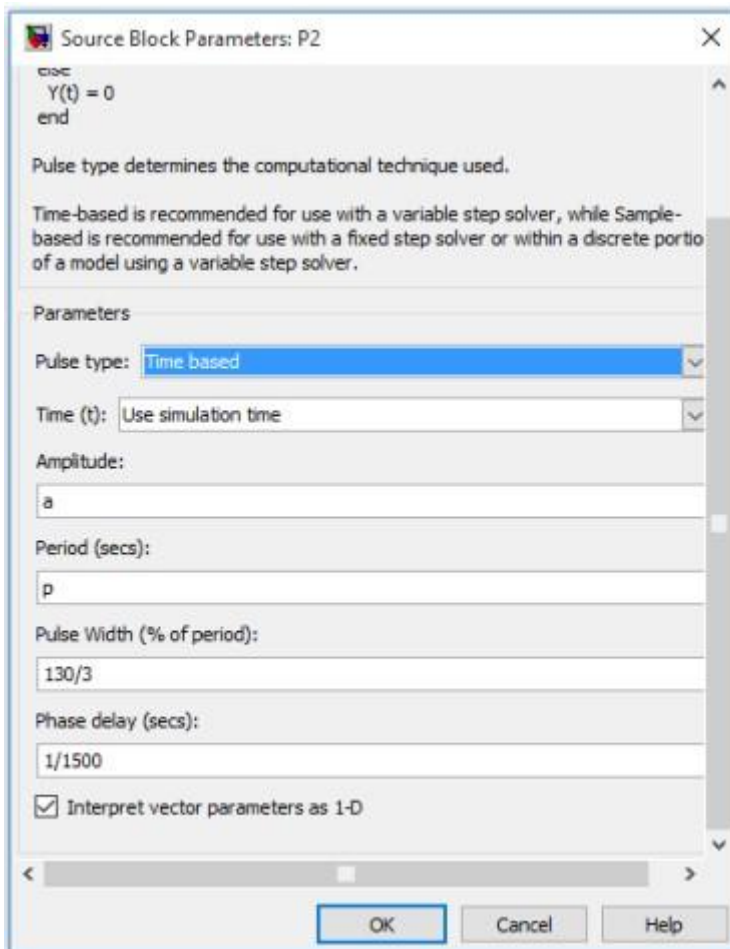 Source Block Parameters: P2
else
Y(t) = 0
end
Pulse type determines the computational technique used.
Time-based is recommended for use with a variable step solver, while Sample-
based is recommended for use with a fixed step solver or within a discrete portio
of a model using a variable step solver.
Parameters
Pulse type: Time based
Time (t): Use simulation time
Amplitude:
a
Period (secs):
p
Pulse Width (% of period):
130/3
Phase delay (secs):
1/1500
Interpret vector parameters as 1-D
OK Cancel Help